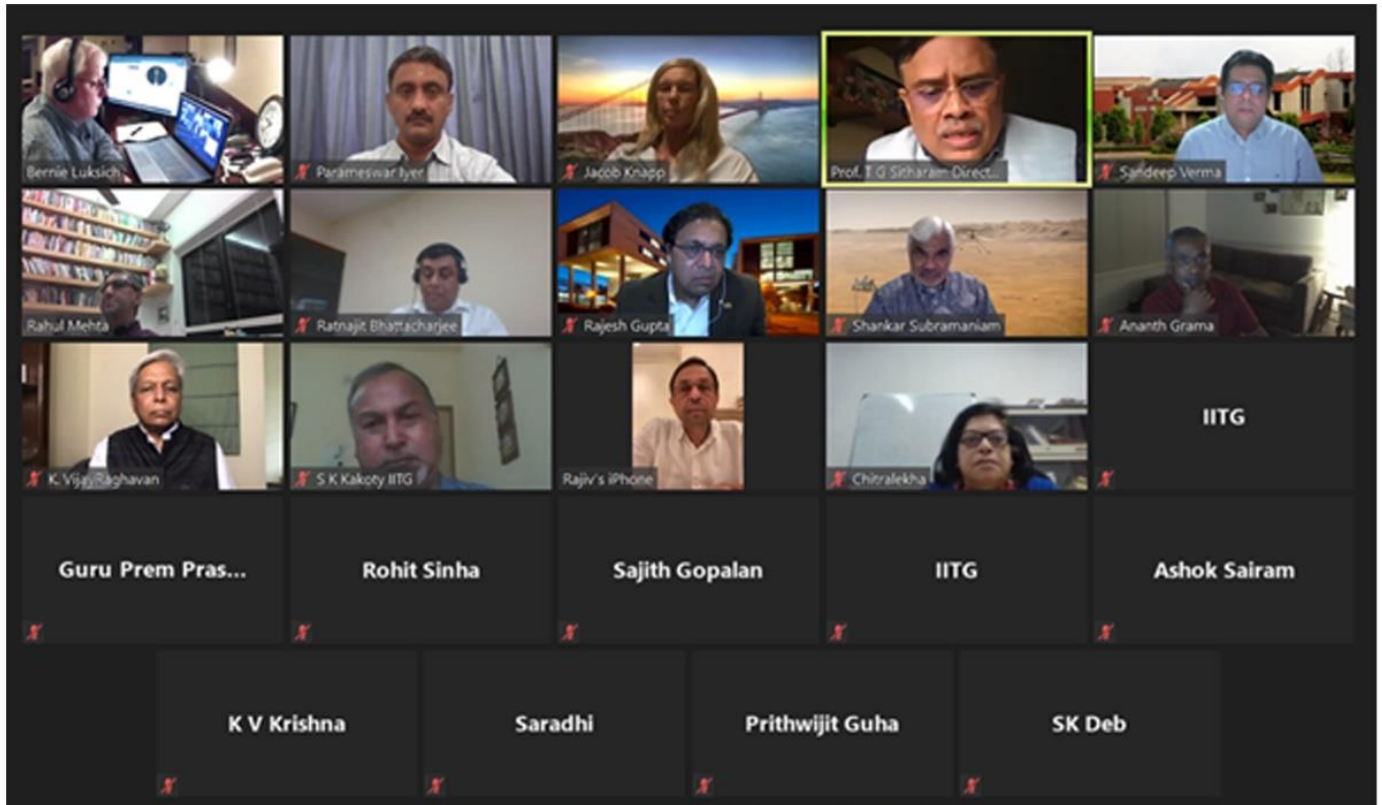 Bernie Luksich
Parameswar Iyer
Jacob Knapp
Prof. T G Sitharam Direct...
Sandeep Verma
Rahul Mehta
Ratnajit Bhattacharjee
Rajesh Gupta
Shankar Subramaniam
Ananth Grama
K. VijayRaghavan
S K Kakoty IITG
Rajiv's iPhone
Chitralekha
IITG
Guru Prem Pras...
Rohit Sinha
Sajith Gopalan
IITG
Ashok Sairam
K V Krishna
Saradhi
Prithwijit Guha
SK Deb